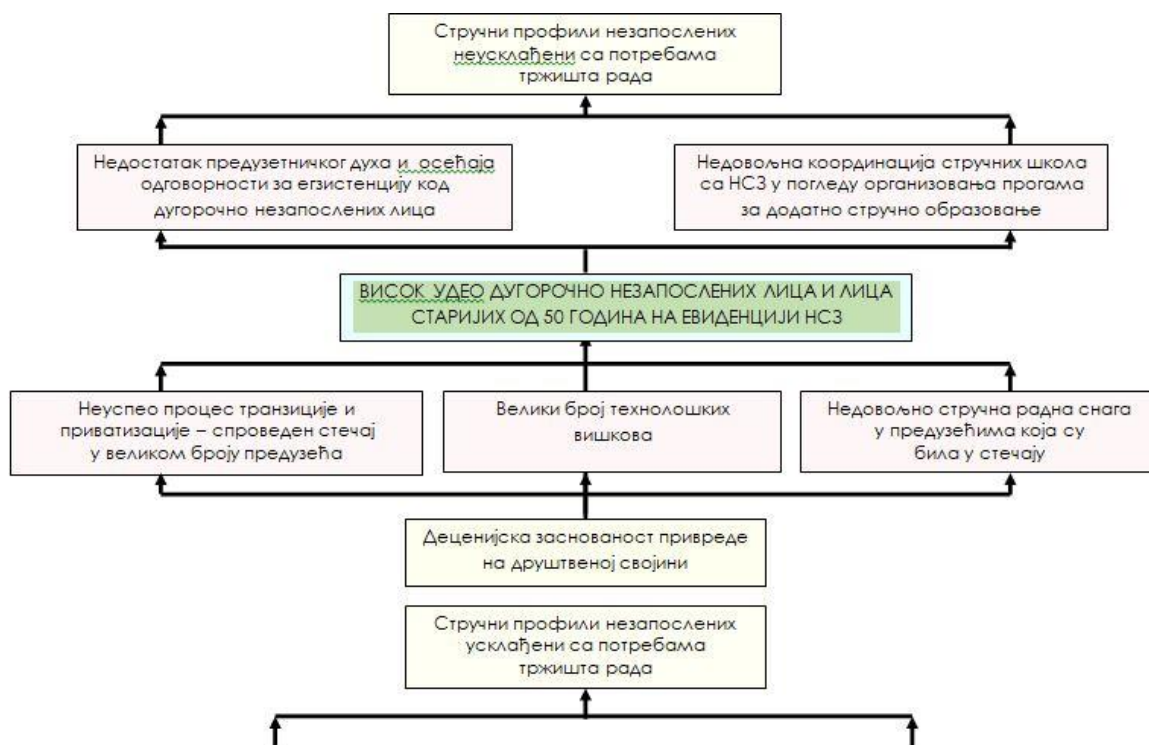 Стручни профили незапослених
неусклађени са потребама
тржишта рада
Недостатак предузетничког духа и осећаја
одговорности за егзистенцију код
дугорочно незапослених лица
Недовољна координација стручних школа
са НСЗ у погледу организовања прогама
за додатно стручно образовање
ВИСОК УДЕО ДУГОРОЧНО НЕЗАПОСЛЕНИХ ЛИЦА И ЛИЦА
СТАРИЈИХ ОД 50 ГОДИНА НА ЕВИДЕНЦИЈИ НСЗ
Неуспео процес транзиције и
приватизације – спроведен стечај
у великом броју предузећа
Велики број технолошких
вишкова
Недовољно стручна радна снага
у предузећима која су
била у стечају
Деценијска заснованост привреде
на друштвеној својини
Стручни профили незапослених
усклађени са потребама
тржишта рада